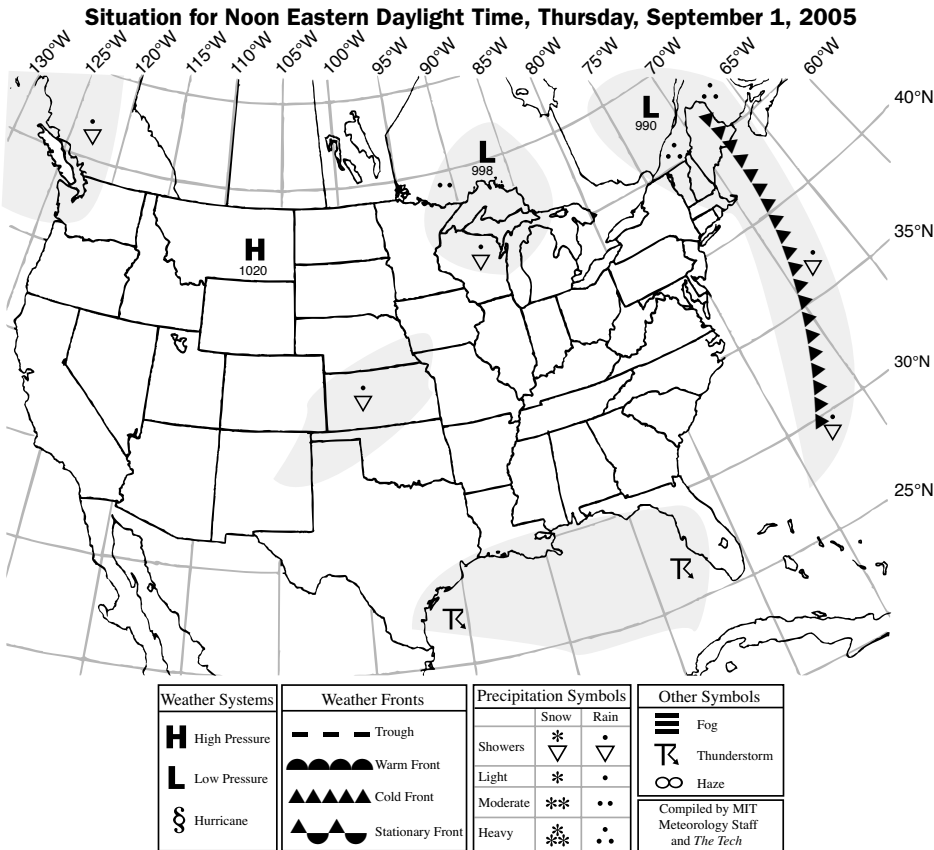 Situation for Noon Eastern Daylight Time, Thursday, September 1, 2005
130°W 125°W 120°W 115°W 110°W 105°W 100°W 95°W 90°W 85°W 80°W 75°W 70°W 65°W 60°W
40°N
35°N
30°N
25°N
L
990
L
998
H
1020
Weather Systems
H High Pressure
L Low Pressure
§ Hurricane
Weather Fronts
Trough
Warm Front
Cold Front
Stationary Front
Precipitation Symbols
Snow Rain
Showers
Light
Moderate
Heavy
Other Symbols
Fog
Thunderstorm
Haze
Compiled by MIT
Meteorology Staff
and The Tech